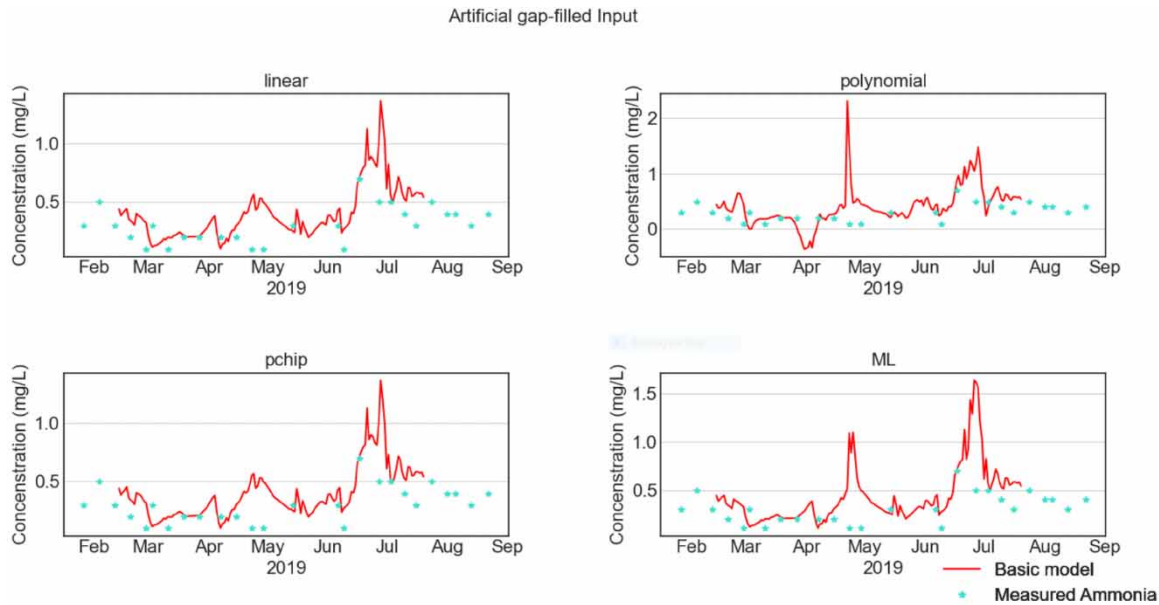 Artificial gap-filled Input
linear
Concenstration (mg/L)
1.0
0.5
Feb Mar Apr May Jun Jul Aug Sep
2019
polynomial
Concenstration (mg/L)
2
1
0
Feb Mar Apr May Jun Jul Aug Sep
2019
pchip
Concenstration (mg/L)
1.0
0.5
Feb Mar Apr May Jun Jul Aug Sep
2019
ML
Concenstration (mg/L)
1.5
1.0
0.5
Feb Mar Apr May Jun Jul Aug Sep
2019
Basic model
Measured Ammonia